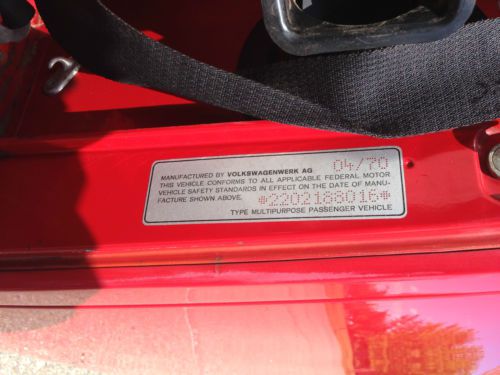 MANUFACTURED BY VOLKSWAGENWERK AG 04/70
THIS VEHICLE CONFORMS TO ALL APPLICABLE FEDERAL MOTOR
VEHICLE SAFETY STANDARDS IN EFFECT ON THE DATE OF MANU-
FACTURE SHOWN ABOVE. *2202188016*
TYPE MULTIPURPOSE PASSENGER VEHICLE